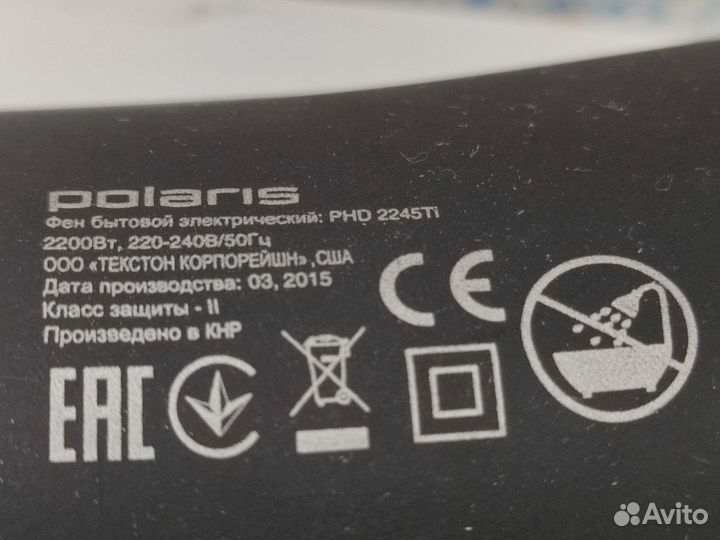 polaris
Фен бытовой электрический: PHD 2245Ti
2200Вт, 220-240В/50Гц
ООО «ТЕКСТОН КОРПОРЕЙШН» ,США
Дата производства: 03, 2015
Класс защиты - II
Произведено в КНР
CE
EAC
Avito